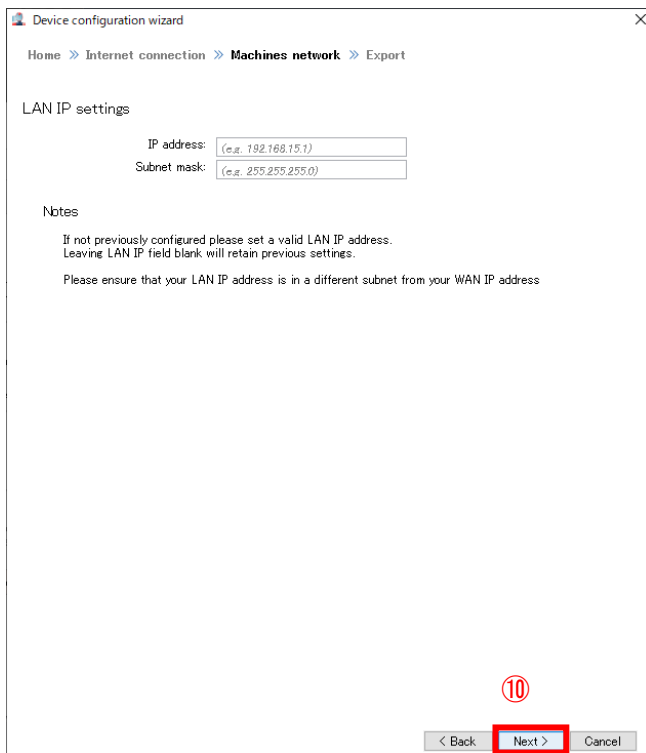 Device configuration wizard
Home >> Internet connection >> Machines network >> Export
LAN IP settings
IP address: (e.g. 192.168.15.1)
Subnet mask: (e.g. 255.255.255.0)
Notes
If not previously configured please set a valid LAN IP address.
Leaving LAN IP field blank will retain previous settings.
Please ensure that your LAN IP address is in a different subnet from your WAN IP address
⑩
< Back Next > Cancel